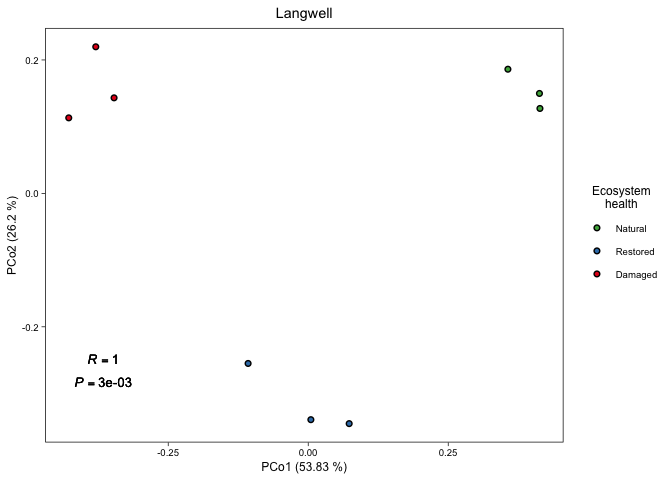 Langwell
0.2
0.0
-0.2
PCo2 (26.2 %)
R = 1
P = 3e-03
-0.25
0.00
0.25
PCo1 (53.83 %)
Ecosystem
health
Natural
Restored
Damaged